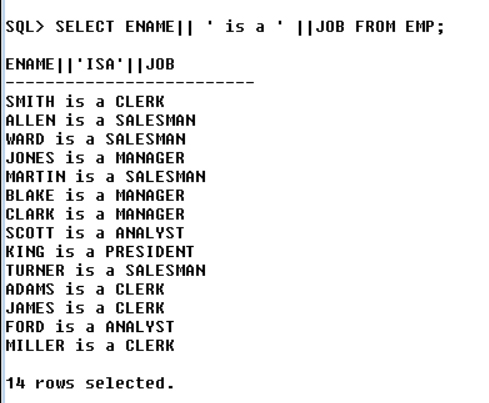 SQL> SELECT ENAME|| ' is a ' ||JOB FROM EMP;
ENAME||'ISA'||JOB
-------------------------
SMITH is a CLERK
ALLEN is a SALESMAN
WARD is a SALESMAN
JONES is a MANAGER
MARTIN is a SALESMAN
BLAKE is a MANAGER
CLARK is a MANAGER
SCOTT is a ANALYST
KING is a PRESIDENT
TURNER is a SALESMAN
ADAMS is a CLERK
JAMES is a CLERK
FORD is a ANALYST
MILLER is a CLERK
14 rows selected.